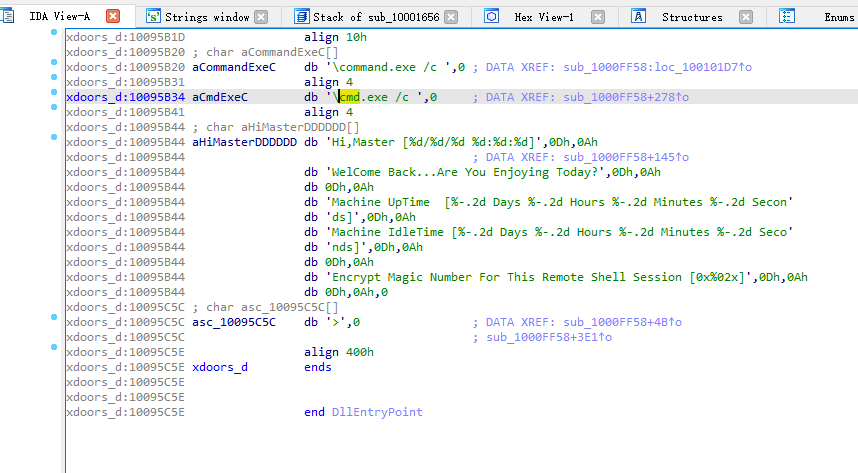 IDA View-A Strings window Stack of sub_10001656 Hex View-1 Structures Enums
xdoors_d:10095B1D align 10h
xdoors_d:10095B20 ; char aCommandExeC[]
xdoors_d:10095B20 aCommandExeC db '\command.exe /c ',0 ; DATA XREF: sub_1000FF58:loc_100101D7↑o
xdoors_d:10095B31 align 4
xdoors_d:10095B34 aCmdExeC db '\cmd.exe /c ',0 ; DATA XREF: sub_1000FF58+278↑o
xdoors_d:10095B41 align 4
xdoors_d:10095B44 ; char aHiMasterDDDDDD[]
xdoors_d:10095B44 aHiMasterDDDDDD db 'Hi,Master [%d/%d/%d %d:%d:%d]',0Dh,0Ah
xdoors_d:10095B44 ; DATA XREF: sub_1000FF58+145↑o
xdoors_d:10095B44 db 'WelCome Back...Are You Enjoying Today?',0Dh,0Ah
xdoors_d:10095B44 db 0Dh,0Ah
xdoors_d:10095B44 db 'Machine UpTime  [%-.2d Days %-.2d Hours %-.2d Minutes %-.2d Secon'
xdoors_d:10095B44 db 'ds]',0Dh,0Ah
xdoors_d:10095B44 db 'Machine IdleTime [%-.2d Days %-.2d Hours %-.2d Minutes %-.2d Seco'
xdoors_d:10095B44 db 'nds]',0Dh,0Ah
xdoors_d:10095B44 db 0Dh,0Ah
xdoors_d:10095B44 db 'Encrypt Magic Number For This Remote Shell Session [0x%02x]',0Dh,0Ah
xdoors_d:10095B44 db 0Dh,0Ah,0
xdoors_d:10095C5C ; char asc_10095C5C[]
xdoors_d:10095C5C asc_10095C5C db '>',0 ; DATA XREF: sub_1000FF58+4B↑o
xdoors_d:10095C5C ; sub_1000FF58+3E1↑o
xdoors_d:10095C5E align 400h
xdoors_d:10095C5E xdoors_d ends
xdoors_d:10095C5E
xdoors_d:10095C5E
xdoors_d:10095C5E end DllEntryPoint